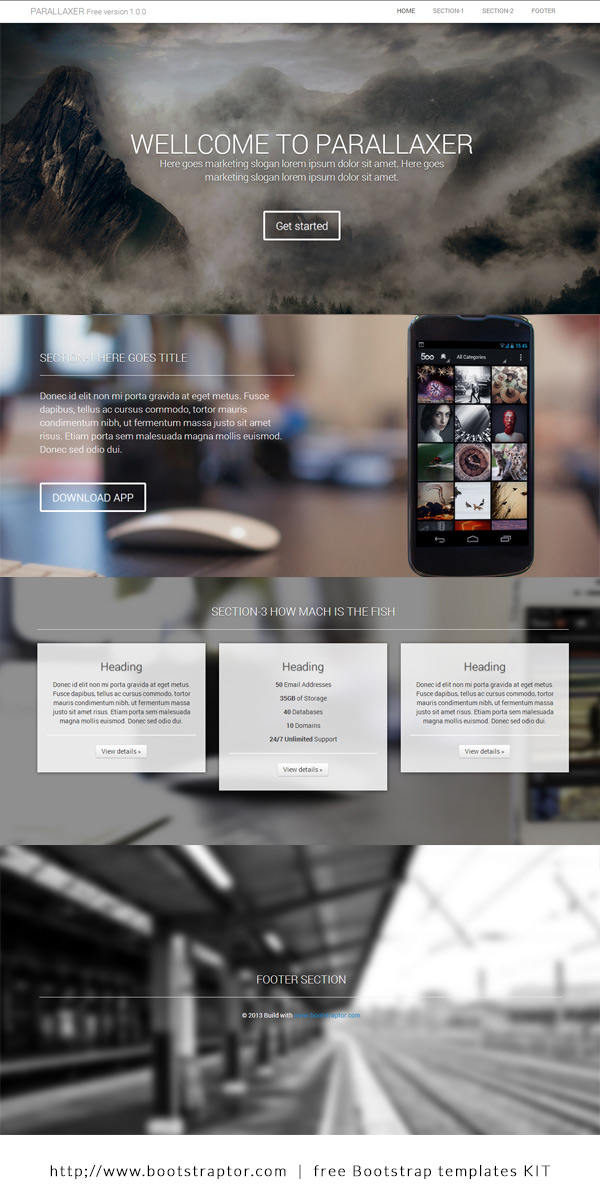 PARALLAXER Free version 1.0.0
HOME SECTION-1 SECTION-2 FOOTER
WELLCOME TO PARALLAXER
Here goes marketing slogan lorem ipsum dolor sit amet. Here goes
marketing slogan lorem ipsum dolor sit amet.
Get started
SECTION-1 HERE GOES TITLE
Donec id elit non mi porta gravida at eget metus. Fusce
dapibus, tellus ac cursus commodo, tortor mauris
condimentum nibh, ut fermentum massa justo sit amet
risus. Etiam porta sem malesuada magna mollis euismod.
Donec sed odio dui.
DOWNLOAD APP
15:45
500
All Categories
SECTION-3 HOW MACH IS THE FISH
Heading
Donec id elit non mi porta gravida at eget metus.
Fusce dapibus, tellus ac cursus commodo, tortor
mauris condimentum nibh, ut fermentum massa
justo sit amet risus. Etiam porta sem malesuada
magna mollis euismod. Donec sed odio dui.
View details »
Heading
50 Email Addresses
35GB of Storage
40 Databases
10 Domains
24/7 Unlimited Support
View details »
Heading
Donec id elit non mi porta gravida at eget metus.
Fusce dapibus, tellus ac cursus commodo, tortor
mauris condimentum nibh, ut fermentum massa
justo sit amet risus. Etiam porta sem malesuada
magna mollis euismod. Donec sed odio dui.
View details »
FOOTER SECTION
© 2013 Build with www.bootstraptor.com
http;//www.bootstraptor.com | free Bootstrap templates KIT